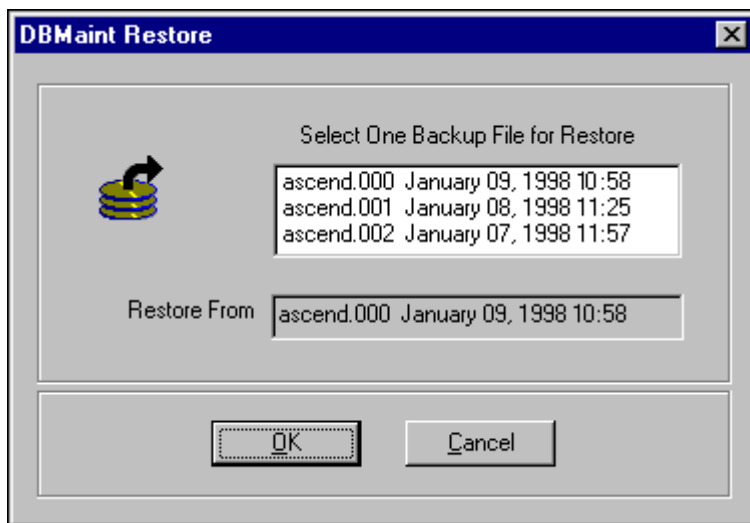 DBMaint Restore
Select One Backup File for Restore
ascend.000 January 09, 1998 10:58
ascend.001 January 08, 1998 11:25
ascend.002 January 07, 1998 11:57
Restore From
ascend.000 January 09, 1998 10:58
OK
Cancel